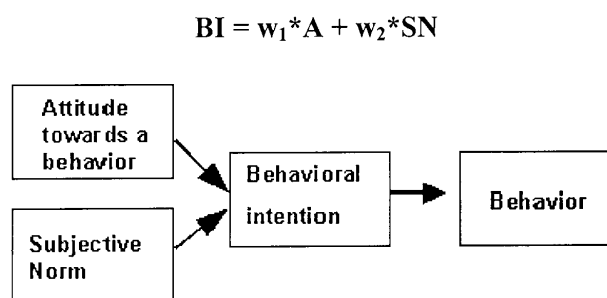 BI = w₁*A + w₂*SN
Attitude
towards a
behavior
Behavioral
intention
Behavior
Subjective
Norm